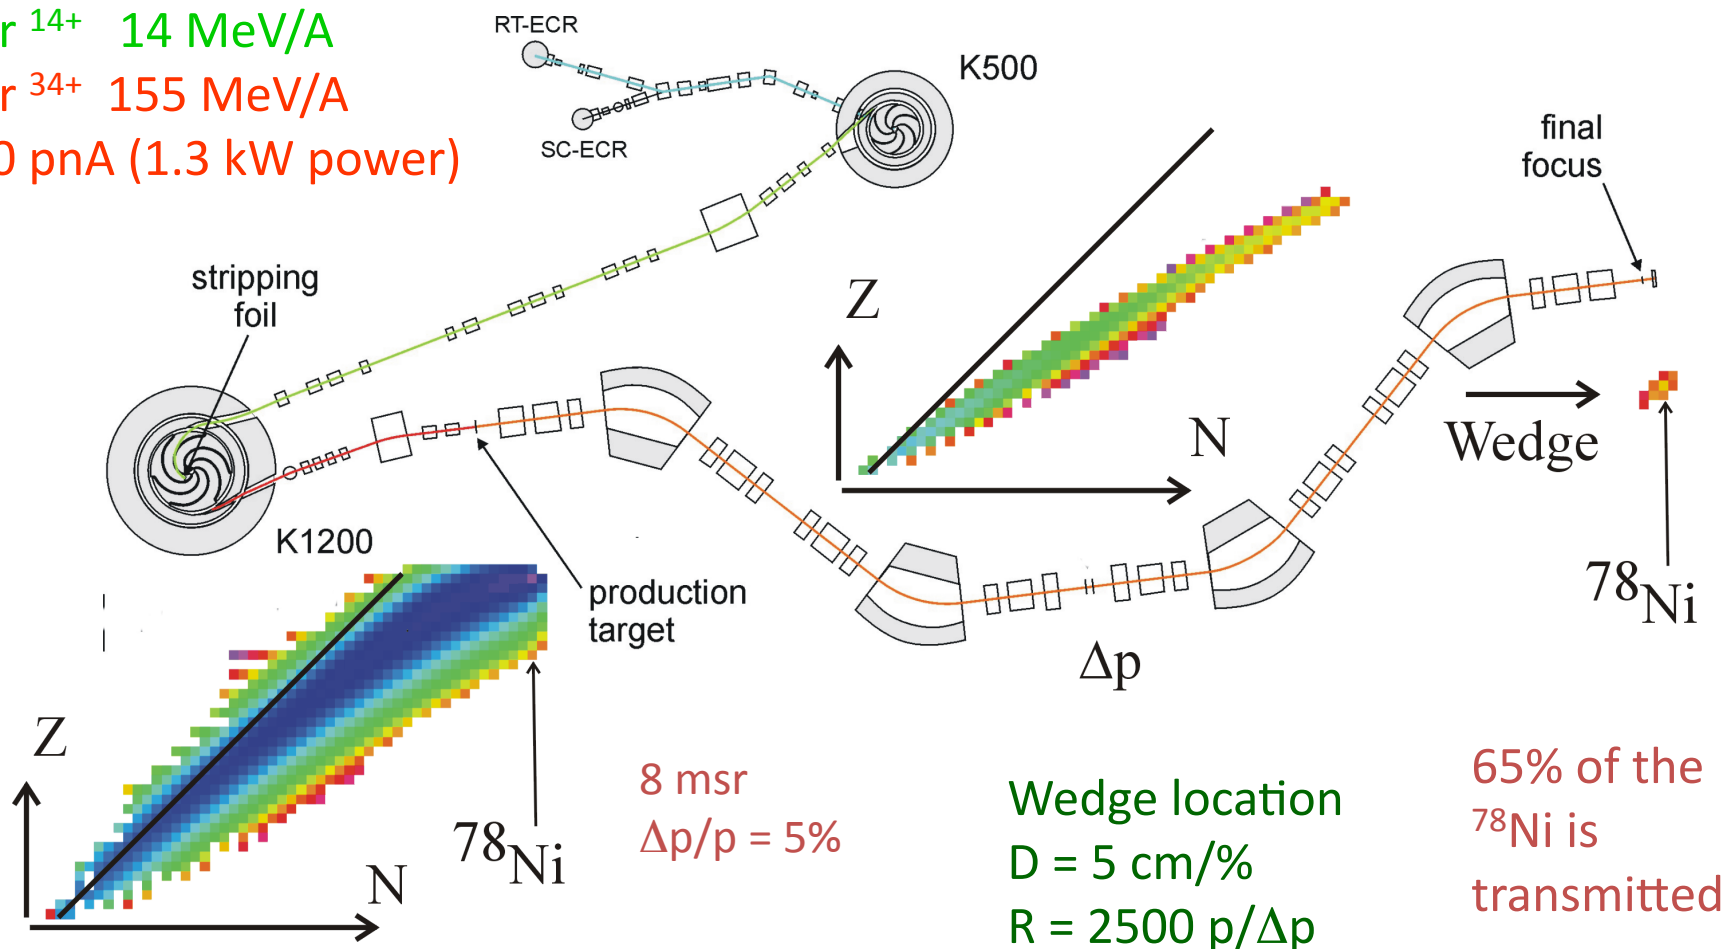 r 14+ 14 MeV/A
r 34+ 155 MeV/A
0 pnA (1.3 kW power)
RT-ECR
SC-ECR
K500
final
focus
stripping
foil
Z
N
Wedge
78Ni
K1200
production
target
Δp
Z
N
78Ni
8 msr
Δp/p = 5%
Wedge location
D = 5 cm/%
R = 2500 p/Δp
65% of the
78Ni is
transmitted